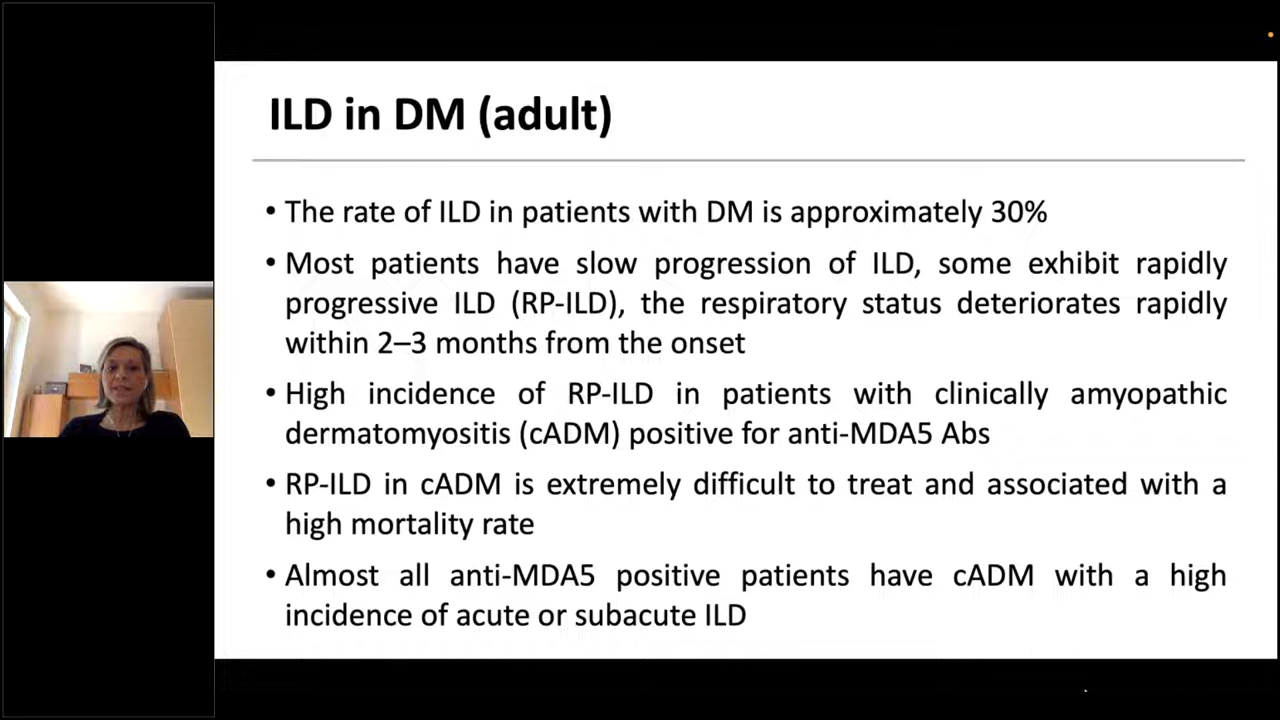 ILD in DM (adult)
• The rate of ILD in patients with DM is approximately 30%
• Most patients have slow progression of ILD, some exhibit rapidly
progressive ILD (RP-ILD), the respiratory status deteriorates rapidly
within 2–3 months from the onset
• High incidence of RP-ILD in patients with clinically amyopathic
dermatomyositis (cADM) positive for anti-MDA5 Abs
• RP-ILD in cADM is extremely difficult to treat and associated with a
high mortality rate
• Almost all anti-MDA5 positive patients have cADM with a high
incidence of acute or subacute ILD